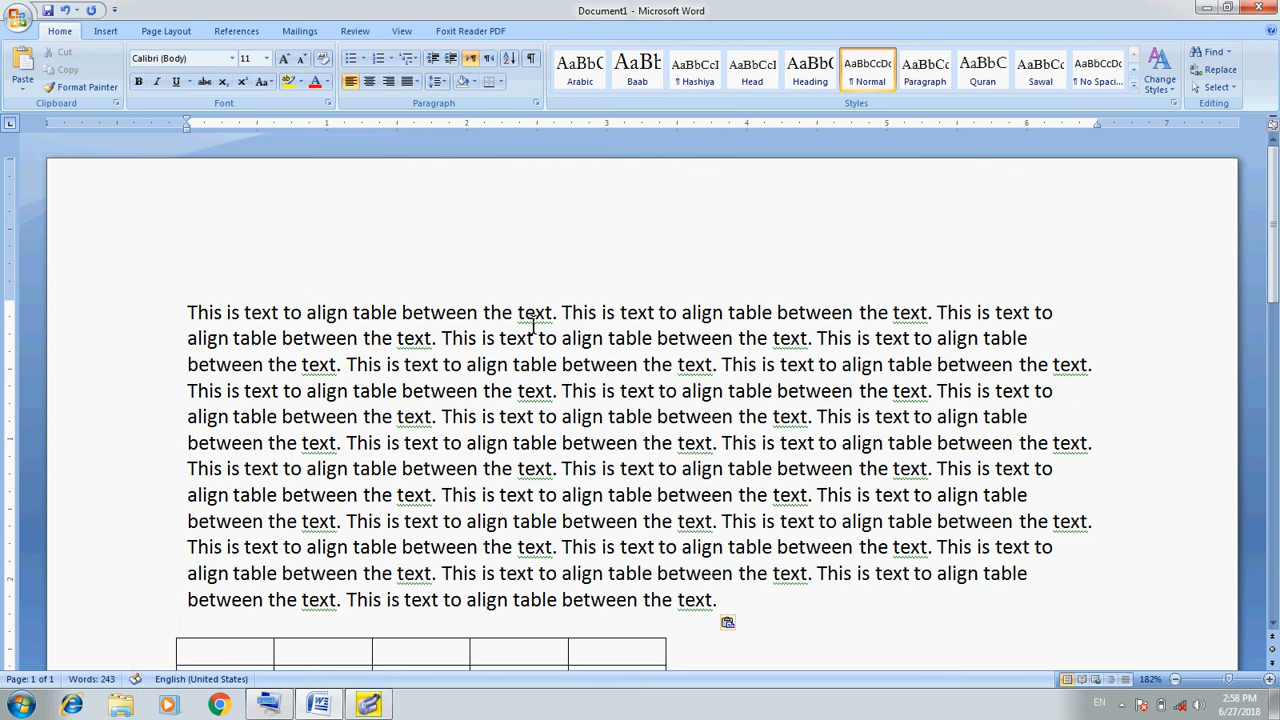 Document1 - Microsoft Word
Home Insert Page Layout References Mailings Review View Foxit Reader PDF
Paste
Cut
Copy
Format Painter
Clipboard
Calibri (Body) 11
Font
Paragraph
AaBbC AaBbC AaBbCcI AaBbCcI AaBbC AaBbCcDc AaBbCc AaBbC AaBbCc AaBbCcDc
Arabic Baab ¶ Hashiya Head Heading ¶ Normal Paragraph Quran Sawal ¶ No Spaci...
Change Styles
Styles
Find
Replace
Select
Editing
1 1 2 3 4 5 6 7
This is text to align table between the text. This is text to align table between the text. This is text to
align table between the text. This is text to align table between the text. This is text to align table
between the text. This is text to align table between the text. This is text to align table between the text.
This is text to align table between the text. This is text to align table between the text. This is text to
align table between the text. This is text to align table between the text. This is text to align table
between the text. This is text to align table between the text. This is text to align table between the text.
This is text to align table between the text. This is text to align table between the text. This is text to
align table between the text. This is text to align table between the text. This is text to align table
between the text. This is text to align table between the text. This is text to align table between the text.
This is text to align table between the text. This is text to align table between the text. This is text to
align table between the text. This is text to align table between the text. This is text to align table
between the text. This is text to align table between the text.
Page: 1 of 1 Words: 243 English (United States) 182%
EN 2:58 PM
6/27/2018